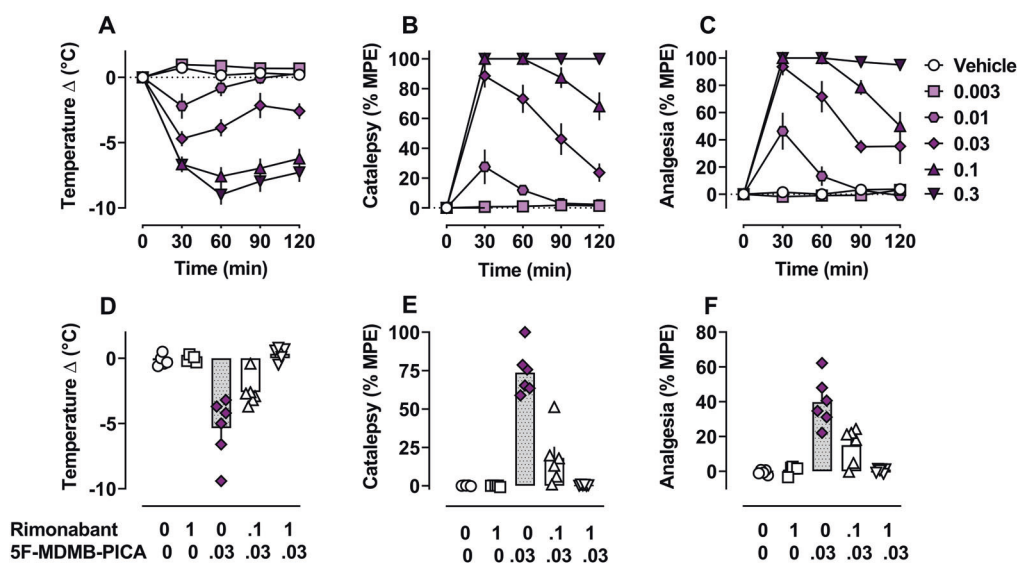 A
B
C
Temperature Δ (°C)
0
-5
-10
0 30 60 90 120
Time (min)
Catalepsy (% MPE)
100
80
60
40
20
0
0 30 60 90 120
Time (min)
Analgesia (% MPE)
100
80
60
40
20
0
0 30 60 90 120
Time (min)
Vehicle
0.003
0.01
0.03
0.1
0.3
D
E
F
Temperature Δ (°C)
0
-5
-10
Catalepsy (% MPE)
100
75
50
25
0
Analgesia (% MPE)
80
60
40
20
0
Rimonabant 0 1 0 .1 1 0 1 0 .1 1 0 1 0 .1 1
5F-MDMB-PICA 0 0 .03 .03 .03 0 0 .03 .03 .03 0 0 .03 .03 .03